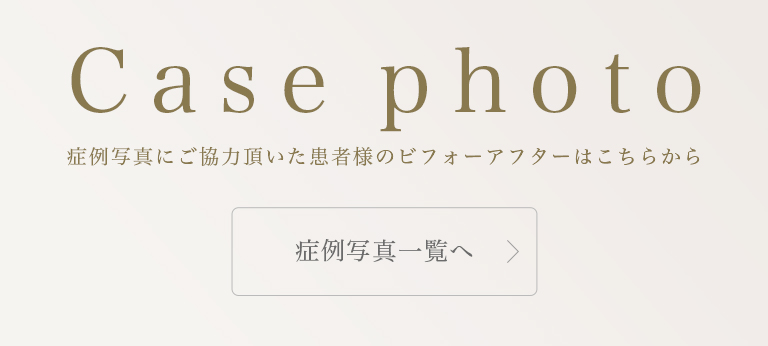 Case photo
症例写真にご協力頂いた患者様のビフォーアフターはこちらから
症例写真一覧へ